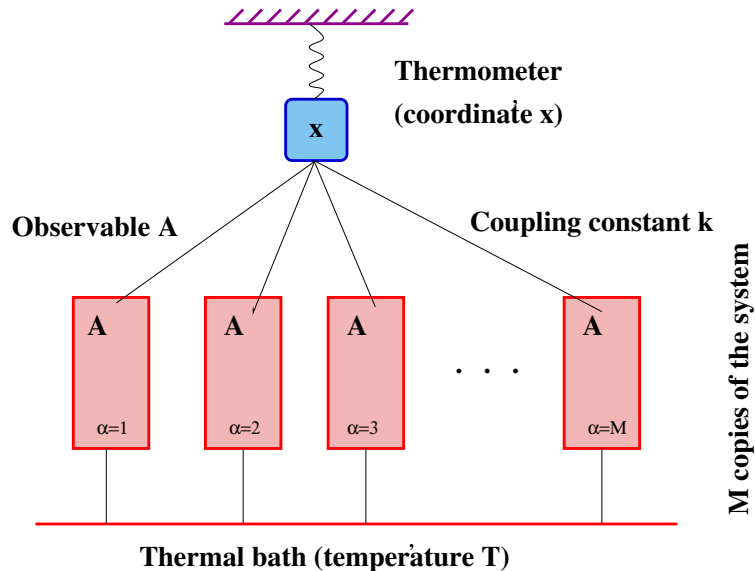 Thermometer
(coordinate x)
x
Observable A
Coupling constant k
A
A
A
A
. . .
α=1
α=2
α=3
α=M
M copies of the system
Thermal bath (temperature T)